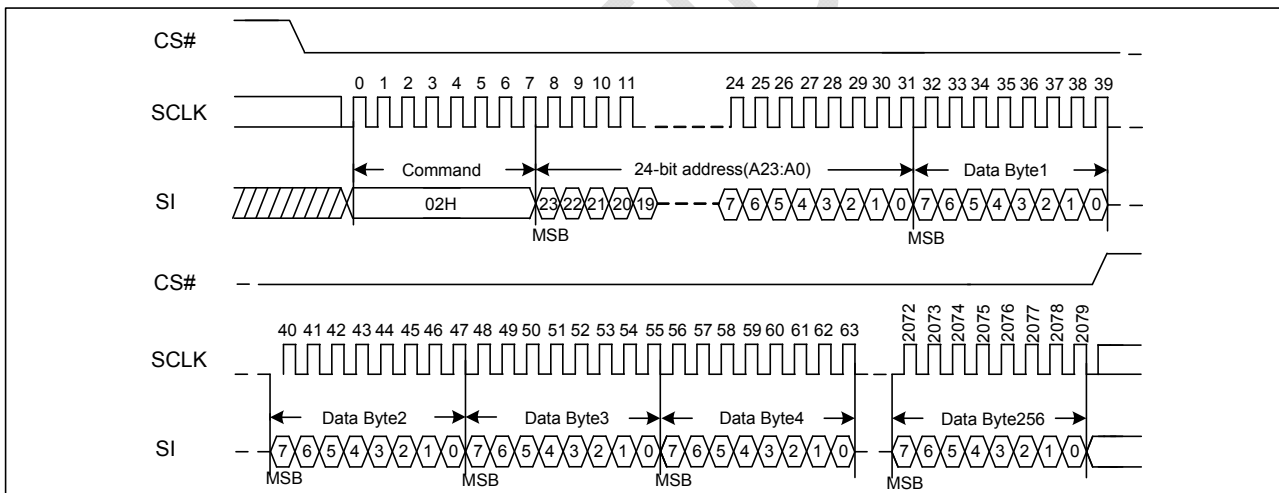 CS#
0 1 2 3 4 5 6 7 8 9 10 11 24 25 26 27 28 29 30 31 32 33 34 35 36 37 38 39
SCLK
Command 24-bit address(A23:A0) Data Byte1
SI 02H 23 22 21 20 19 7 6 5 4 3 2 1 0 7 6 5 4 3 2 1 0
MSB MSB
CS#
40 41 42 43 44 45 46 47 48 49 50 51 52 53 54 55 56 57 58 59 60 61 62 63 2072 2073 2074 2075 2076 2077 2078 2079
SCLK
Data Byte2 Data Byte3 Data Byte4 Data Byte256
SI 7 6 5 4 3 2 1 0 7 6 5 4 3 2 1 0 7 6 5 4 3 2 1 0 7 6 5 4 3 2 1 0
MSB MSB MSB MSB